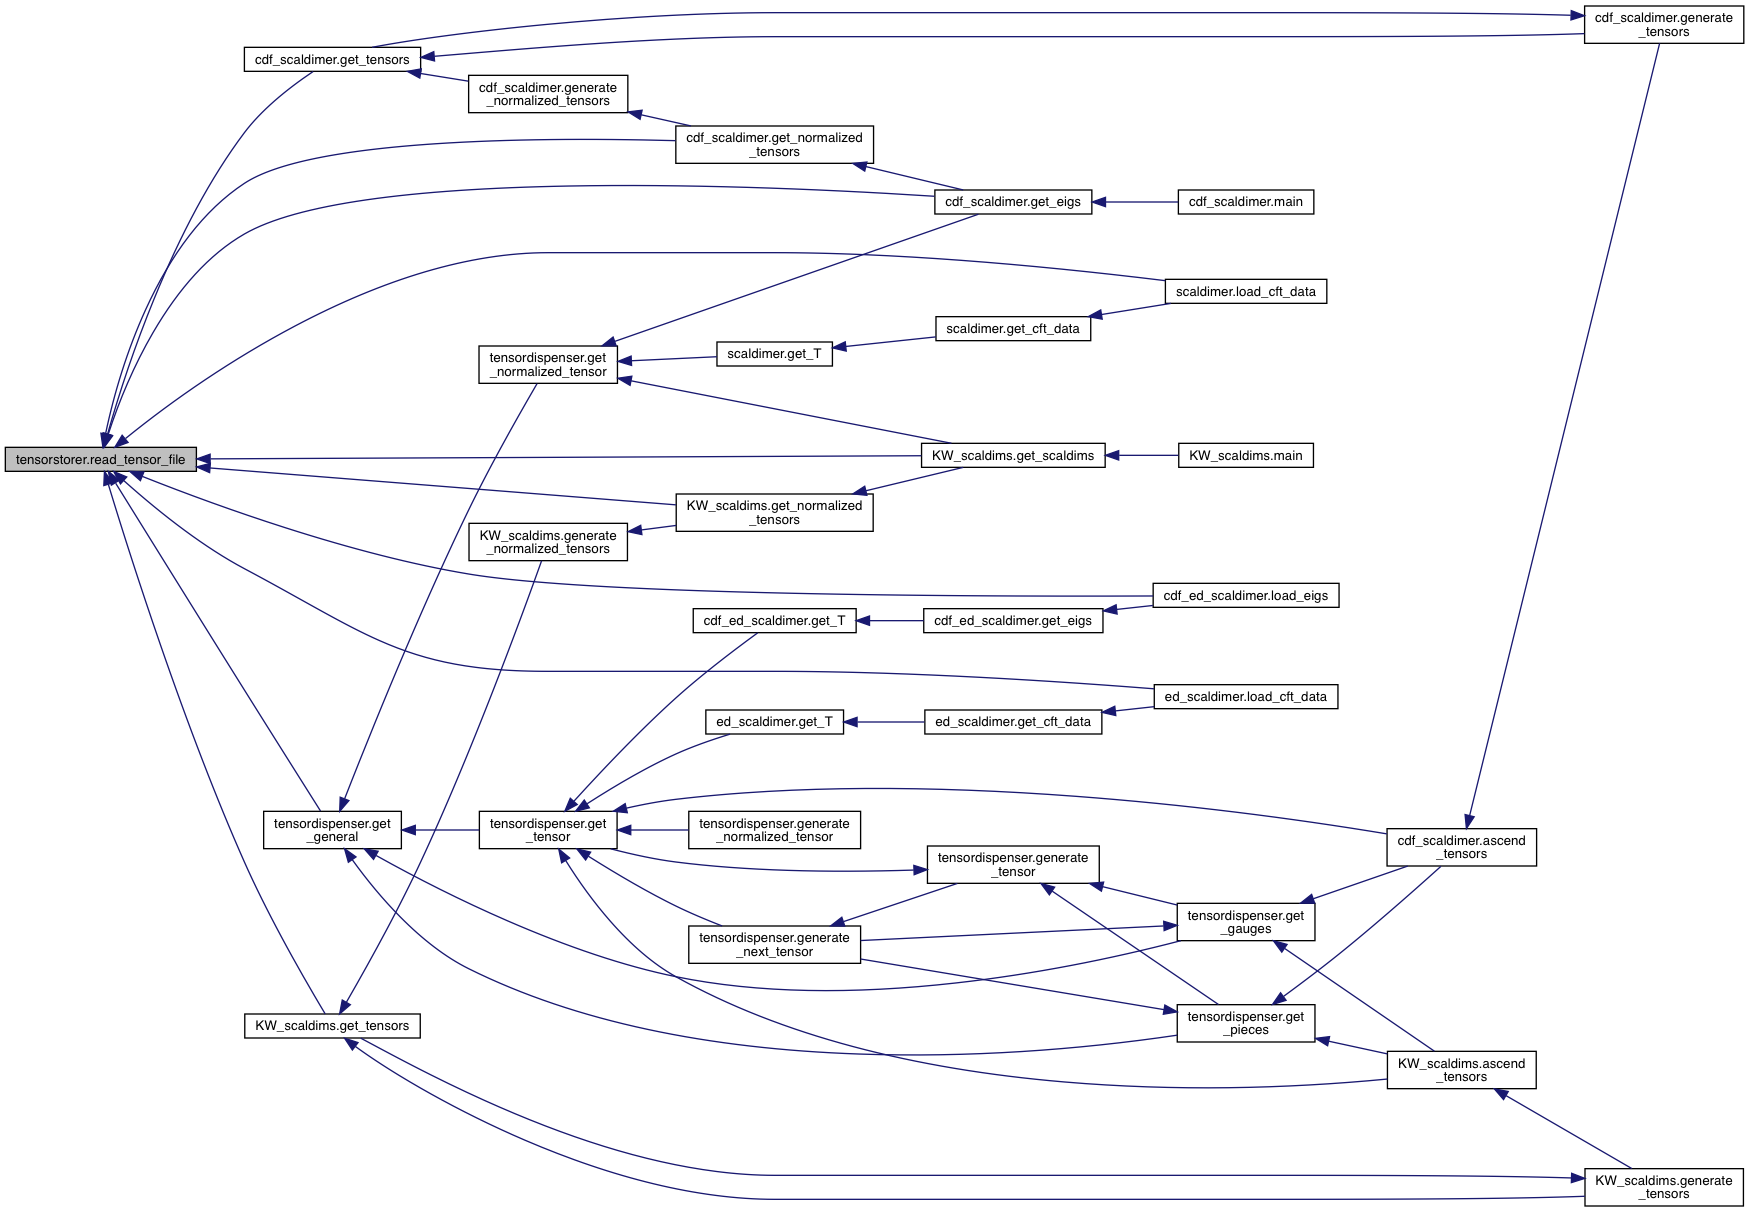 cdf_scaldimer.generate
_tensors
cdf_scaldimer.get_tensors
cdf_scaldimer.generate
_normalized_tensors
cdf_scaldimer.get_normalized
_tensors
cdf_scaldimer.get_eigs
cdf_scaldimer.main
scaldimer.load_cft_data
scaldimer.get_cft_data
scaldimer.get_T
tensordispenser.get
_normalized_tensor
tensorstorer.read_tensor_file
KW_scaldims.get_scaldims
KW_scaldims.main
KW_scaldims.get_normalized
_tensors
KW_scaldims.generate
_normalized_tensors
cdf_ed_scaldimer.load_eigs
cdf_ed_scaldimer.get_T
cdf_ed_scaldimer.get_eigs
ed_scaldimer.load_cft_data
ed_scaldimer.get_T
ed_scaldimer.get_cft_data
tensordispenser.get
_general
tensordispenser.get
_tensor
tensordispenser.generate
_normalized_tensor
cdf_scaldimer.ascend
_tensors
tensordispenser.generate
_tensor
tensordispenser.get
_gauges
tensordispenser.generate
_next_tensor
tensordispenser.get
_pieces
KW_scaldims.get_tensors
KW_scaldims.ascend
_tensors
KW_scaldims.generate
_tensors